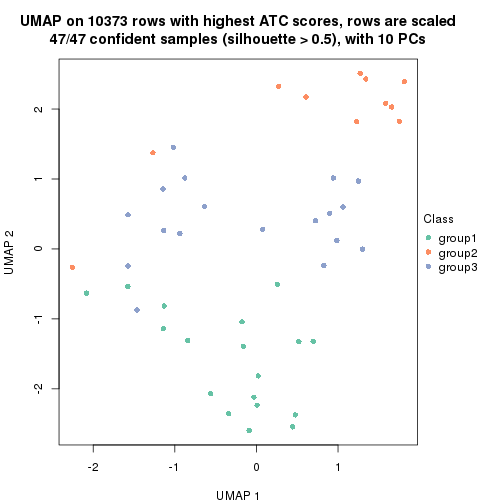 UMAP on 10373 rows with highest ATC scores, rows are scaled
47/47 confident samples (silhouette > 0.5), with 10 PCs
2
1
0
-1
-2
UMAP 2
-2
-1
0
1
UMAP 1
Class
group1
group2
group3